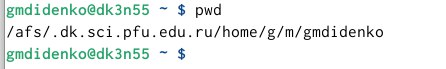 gmdidenko@dk3n55 ~ $ pwd
/afs/.dk.sci.pfu.edu.ru/home/g/m/gmdidenko
gmdidenko@dk3n55 ~ $